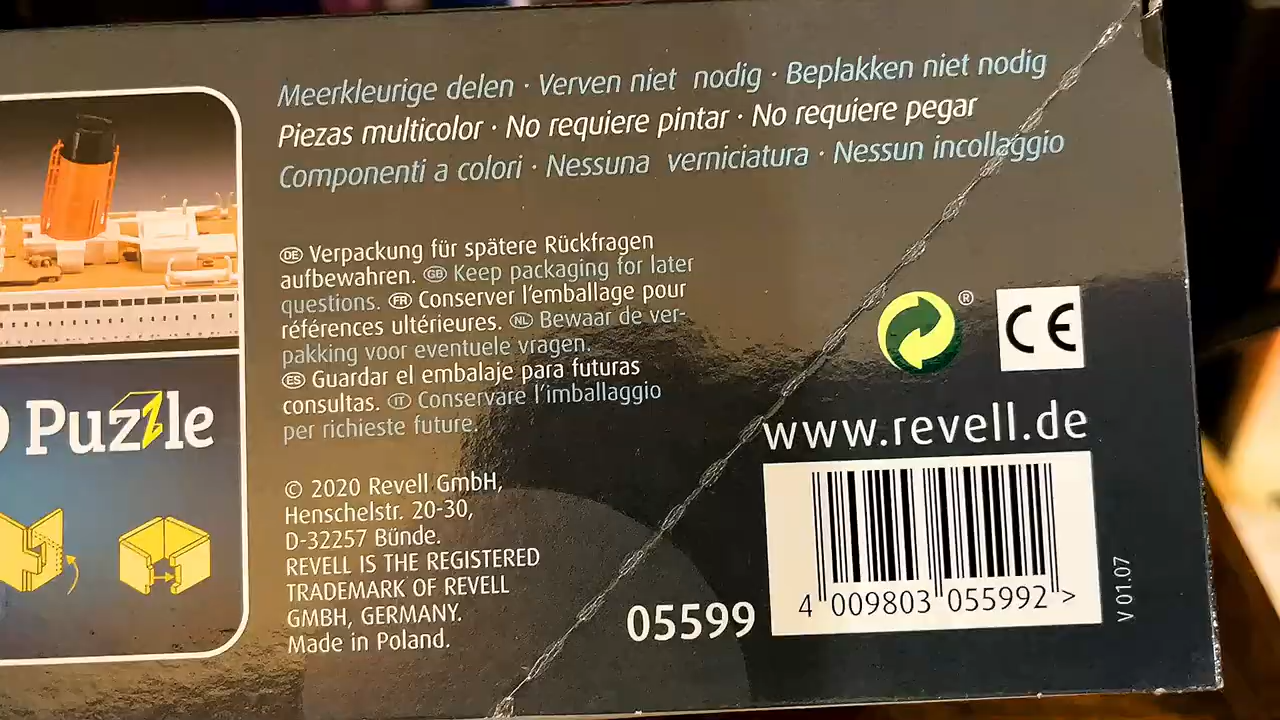 Meerkleurige delen · Verven niet nodig · Beplakken niet nodig
Piezas multicolor · No requiere pintar · No requiere pegar
Componenti a colori · Nessuna verniciatura · Nessun incollaggio
DE Verpackung für spätere Rückfragen
aufbewahren. GB Keep packaging for later
questions. FR Conserver l'emballage pour
références ultérieures. NL Bewaar de ver-
pakking voor eventuele vragen.
ES Guardar el embalaje para futuras
consultas. IT Conservare l'imballaggio
per richieste future.
Puzzle
© 2020 Revell GmbH,
Henschelstr. 20-30,
D-32257 Bünde.
REVELL IS THE REGISTERED
TRADEMARK OF REVELL
GMBH, GERMANY.
Made in Poland.
® CE
www.revell.de
05599
4 009803 055992 >
V 01.07